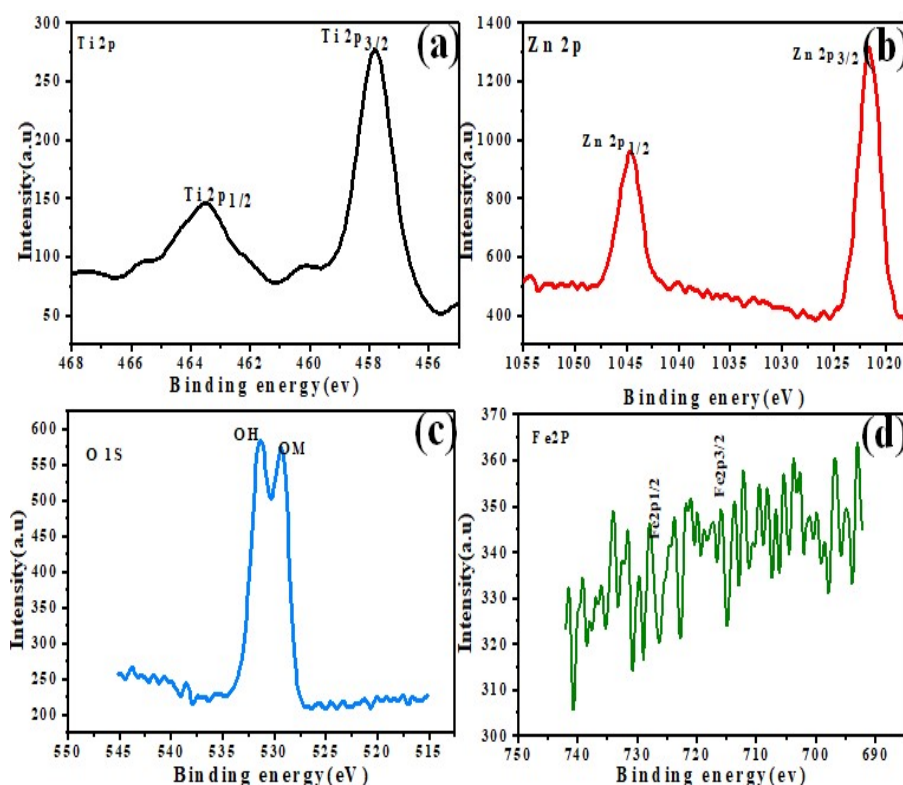 Ti 2p
Ti 2p3/2
(a)
Ti 2p1/2
Intensity(a.u)
300
250
200
150
100
50
468
466
464
462
460
458
456
Binding energy(ev)
Zn 2p
Zn 2p3/2
(b)
Zn 2p1/2
Intensity(a.u)
1400
1200
1000
800
600
400
1055
1050
1045
1040
1035
1030
1025
1020
Binding enery(eV)
O 1S
OH
OM
(c)
Intensity(a.u)
600
550
500
450
400
350
300
250
200
550
545
540
535
530
525
520
515
Binding energy(eV)
Fe2P
Fe2p1/2
Fe2p3/2
(d)
Intensity(a.u)
370
360
350
340
330
320
310
300
750
740
730
720
710
700
690
Binding energy(eV)